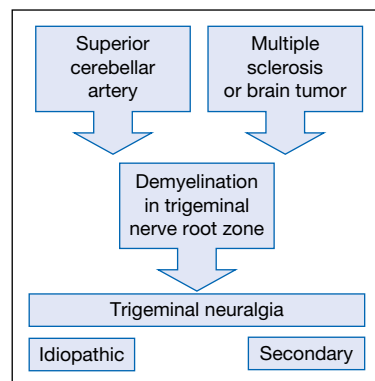 Superior
cerebellar
artery
Multiple
sclerosis
or brain tumor
Demyelination
in trigeminal
nerve root zone
Trigeminal neuralgia
Idiopathic
Secondary